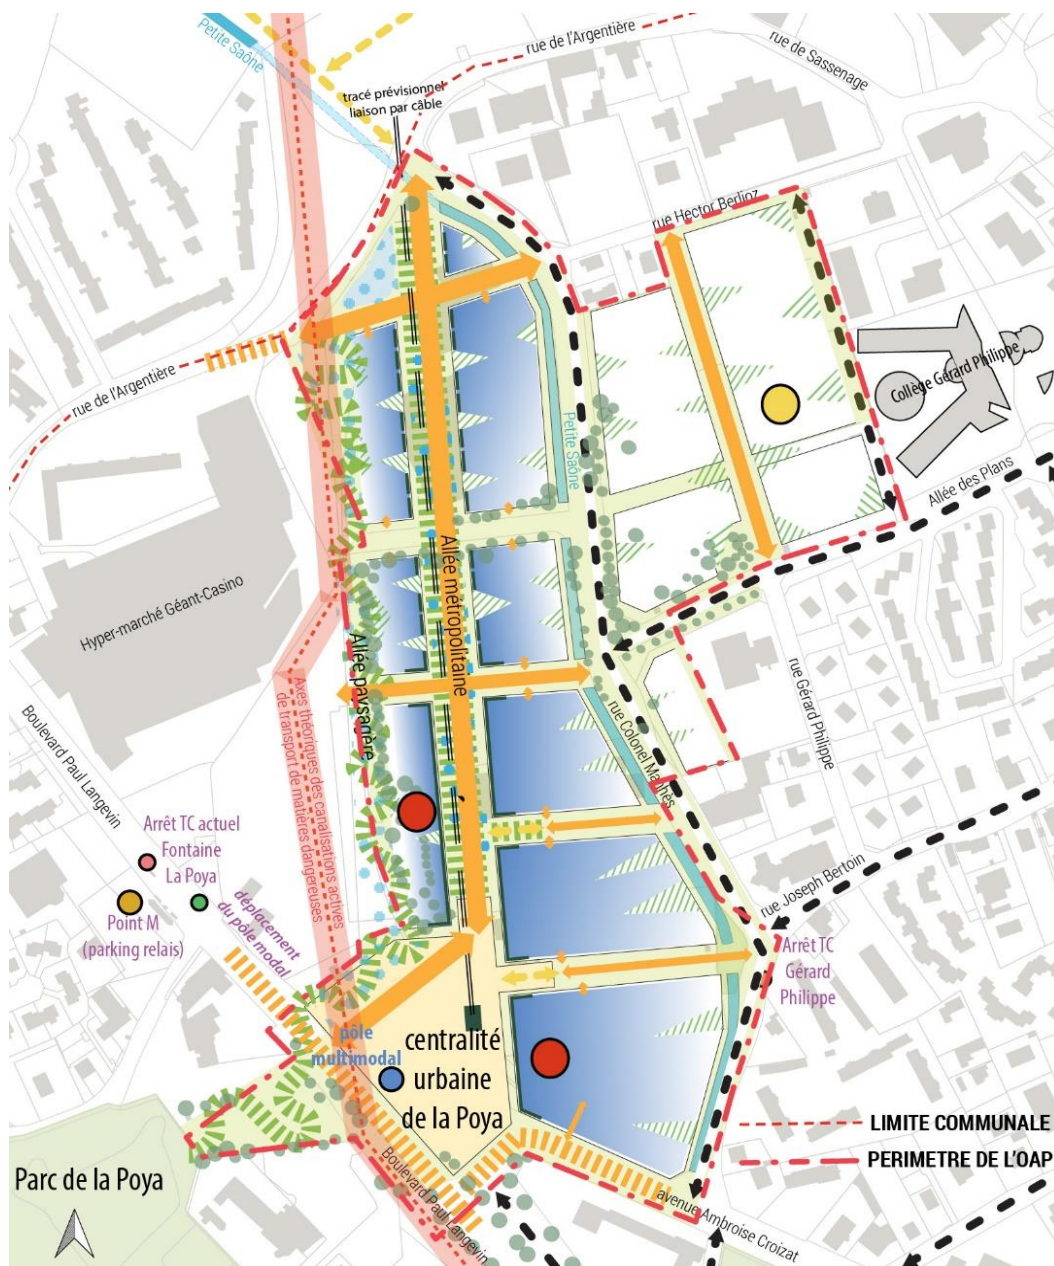 Petite Saône
rue de l'Argentière
rue de Sassenage
tracé prévisionnel
liaison par câble
rue Hector Berlioz
Collège Gérard Philippe
rue de l'Argentière
Petite Saône
Allée des Plans
Allée métropolitaine
Hyper-marché Géant-Casino
Allée paysagère
rue Gérard Philippe
Axes théoriques des canalisations actives
de transport de matières dangereuses
rue Colonel Manhès
Boulevard Paul Langevin
Arrêt TC actuel
Fontaine
La Poya
Point M
(parking relais)
déplacement
du pôle modal
rue Joseph Bertoin
Arrêt TC
Gérard
Philippe
pôle
multimodal
centralité
urbaine
de la Poya
LIMITE COMMUNALE
PERIMETRE DE L'OAP
Parc de la Poya
Boulevard Paul Langevin
avenue Ambroise Croizat